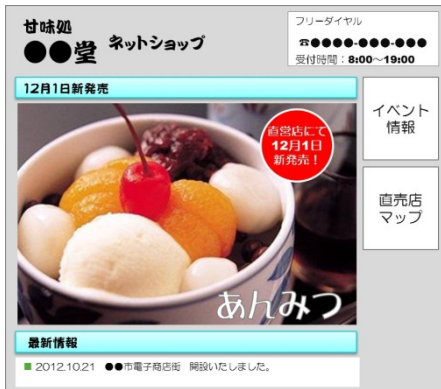 甘味処
●●堂 ネットショップ
フリーダイヤル
☎●●●●-●●●-●●●
受付時間：8:00～19:00
12月1日新発売
直営店にて
12月1日
新発売！
あんみつ
イベント
情報
直売店
マップ
最新情報
■ 2012.10.21 ●●市電子商店街 開設いたしました。